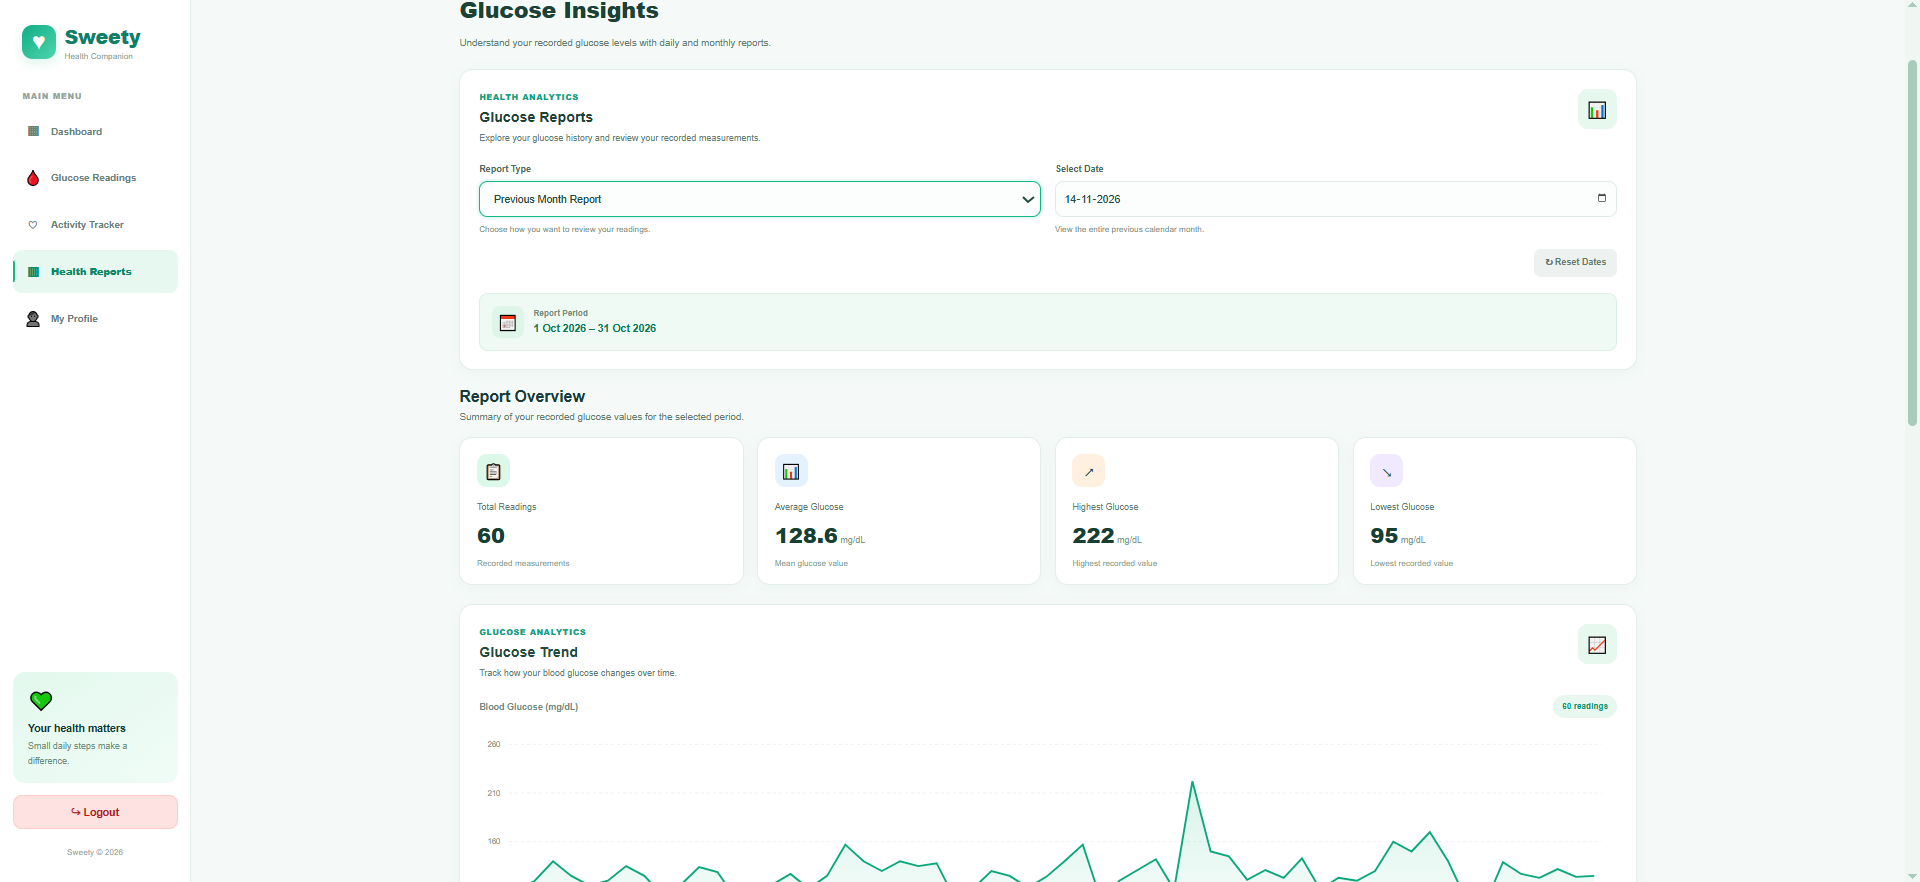 Sweety
Health Companion
MAIN MENU
Dashboard
Glucose Readings
Activity Tracker
Health Reports
My Profile
Your health matters
Small daily steps make a
difference.
↪ Logout
Sweety © 2026
Glucose Insights
Understand your recorded glucose levels with daily and monthly reports.
HEALTH ANALYTICS
Glucose Reports
Explore your glucose history and review your recorded measurements.
Report Type
Previous Month Report
Choose how you want to review your readings.
Select Date
14-11-2026
View the entire previous calendar month.
↻ Reset Dates
Report Period
1 Oct 2026 – 31 Oct 2026
Report Overview
Summary of your recorded glucose values for the selected period.
Total Readings
60
Recorded measurements
Average Glucose
128.6 mg/dL
Mean glucose value
Highest Glucose
222 mg/dL
Highest recorded value
Lowest Glucose
95 mg/dL
Lowest recorded value
GLUCOSE ANALYTICS
Glucose Trend
Track how your blood glucose changes over time.
Blood Glucose (mg/dL)
60 readings
260
210
160